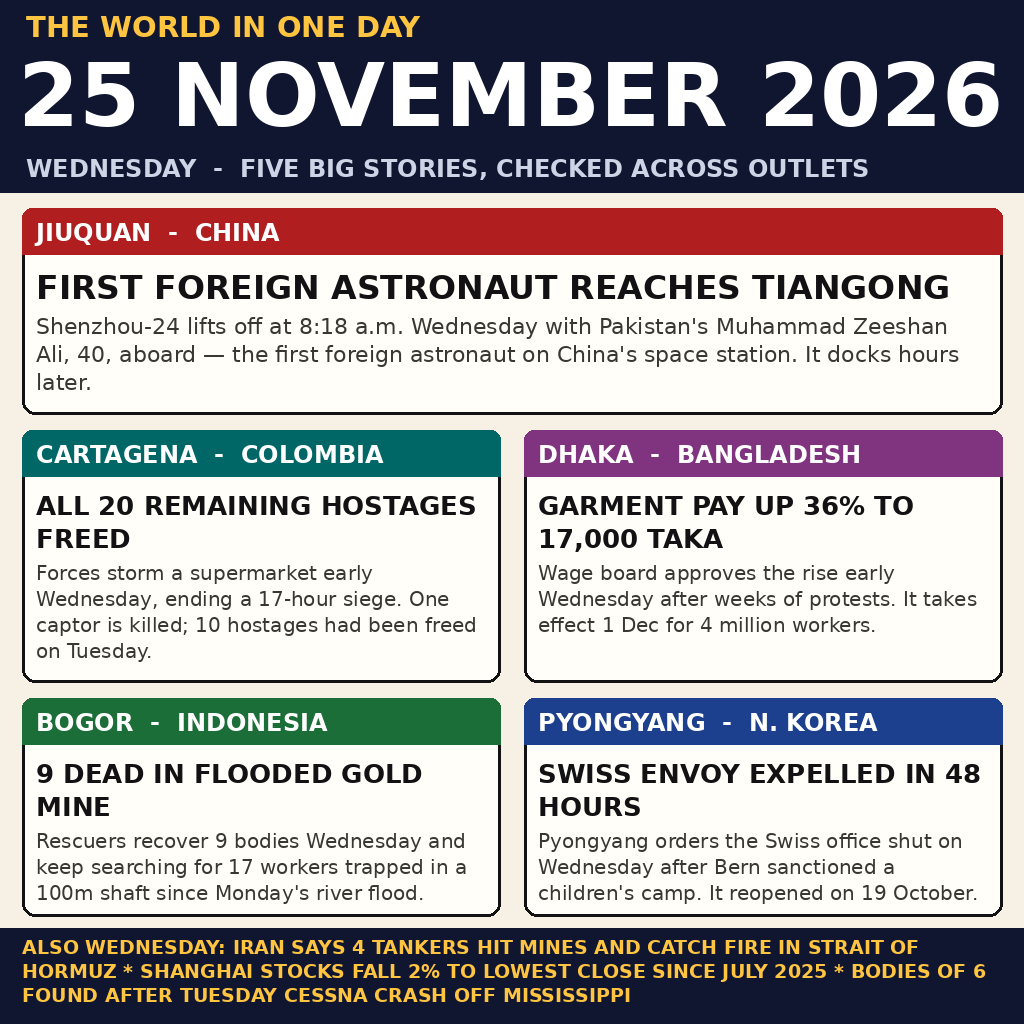 THE WORLD IN ONE DAY
25 NOVEMBER 2026
WEDNESDAY - FIVE BIG STORIES, CHECKED ACROSS OUTLETS
JIUQUAN - CHINA
FIRST FOREIGN ASTRONAUT REACHES TIANGONG
Shenzhou-24 lifts off at 8:18 a.m. Wednesday with Pakistan's Muhammad Zeeshan
Ali, 40, aboard — the first foreign astronaut on China's space station. It docks hours
later.
CARTAGENA - COLOMBIA
ALL 20 REMAINING HOSTAGES
FREED
Forces storm a supermarket early
Wednesday, ending a 17-hour siege. One
captor is killed; 10 hostages had been freed
on Tuesday.
DHAKA - BANGLADESH
GARMENT PAY UP 36% TO
17,000 TAKA
Wage board approves the rise early
Wednesday after weeks of protests. It takes
effect 1 Dec for 4 million workers.
BOGOR - INDONESIA
9 DEAD IN FLOODED GOLD
MINE
Rescuers recover 9 bodies Wednesday and
keep searching for 17 workers trapped in a
100m shaft since Monday's river flood.
PYONGYANG - N. KOREA
SWISS ENVOY EXPELLED IN 48
HOURS
Pyongyang orders the Swiss office shut on
Wednesday after Bern sanctioned a
children's camp. It reopened on 19 October.
ALSO WEDNESDAY: IRAN SAYS 4 TANKERS HIT MINES AND CATCH FIRE IN STRAIT OF
HORMUZ * SHANGHAI STOCKS FALL 2% TO LOWEST CLOSE SINCE JULY 2025 * BODIES OF 6
FOUND AFTER TUESDAY CESSNA CRASH OFF MISSISSIPPI